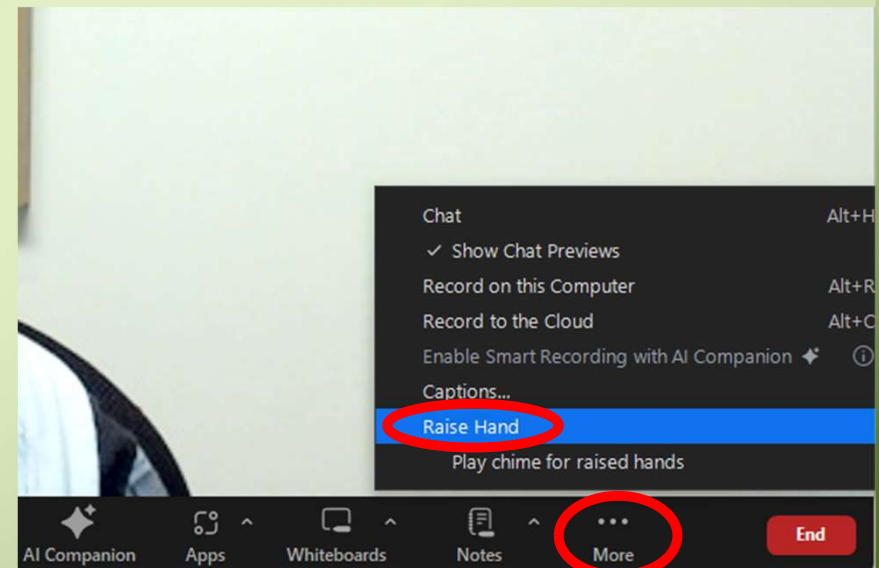 Chat Alt+H
✓ Show Chat Previews
Record on this Computer Alt+R
Record to the Cloud Alt+C
Enable Smart Recording with AI Companion
Captions...
Raise Hand
Play chime for raised hands
AI Companion Apps Whiteboards Notes More End